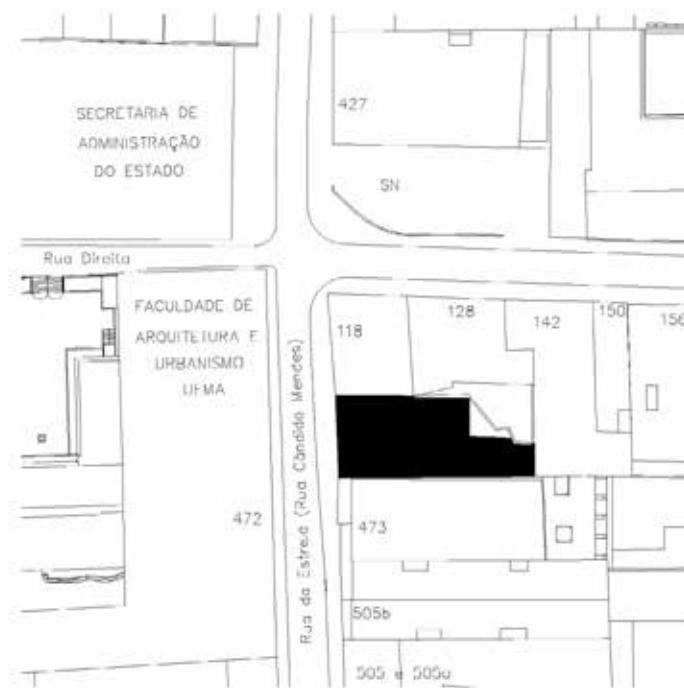 SECRETARIA DE
ADMINISTRAÇÃO
DO ESTADO
427
SN
Rua Direita
FACULDADE DE
ARQUITETURA E
URBANISMO
UFMA
118
128
142
150
156
Rua da Estrela (Rua Cândido Mendes)
472
473
505b
505 e 505a